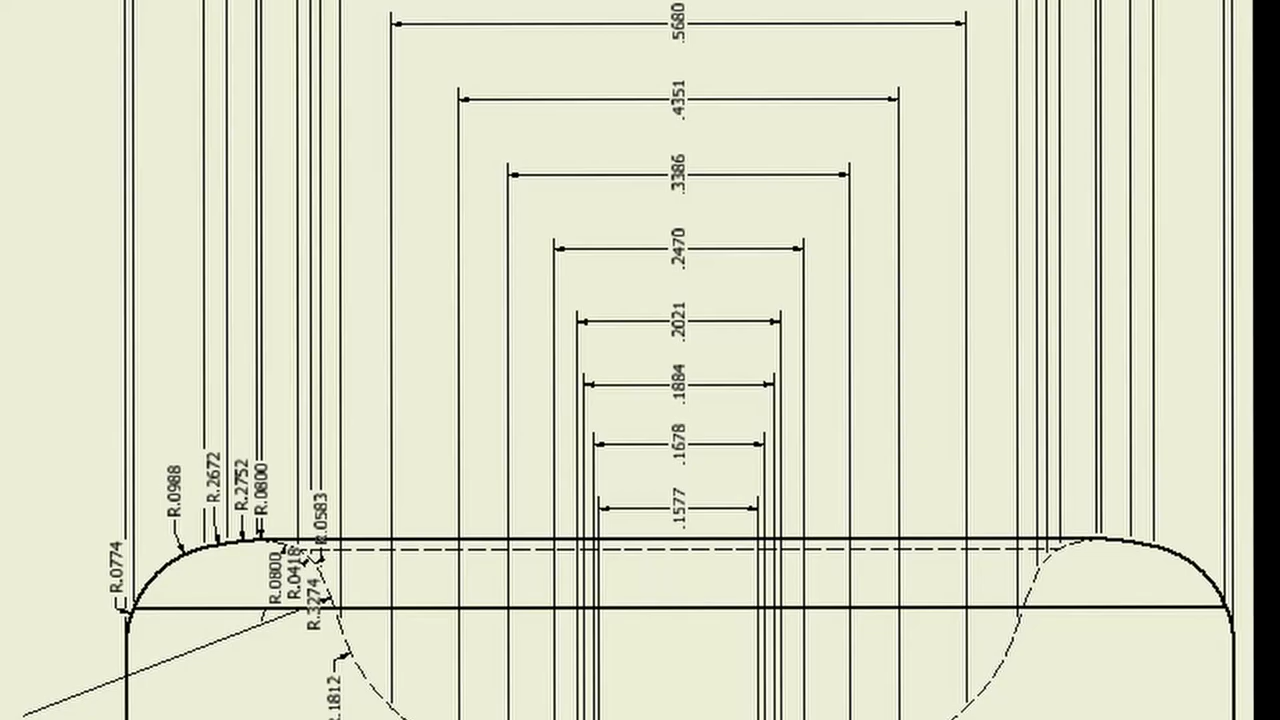 .5680
.4351
.3386
.2470
.2021
.1884
.1678
.1577
R.0774
R.0988
R.2672
R.2752
R.0800
R.0800
R.0418
R.0583
R.3274
R.1812